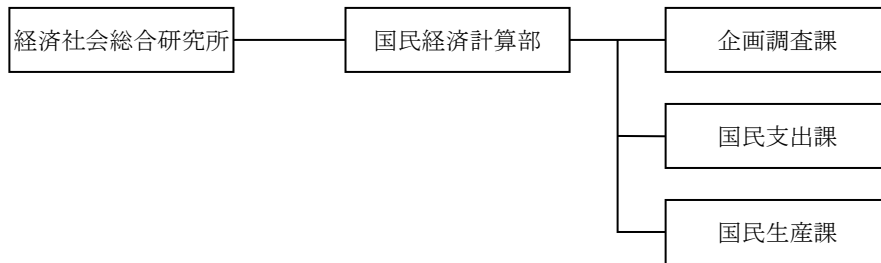 経済社会総合研究所
国民経済計算部
企画調査課
国民支出課
国民生産課